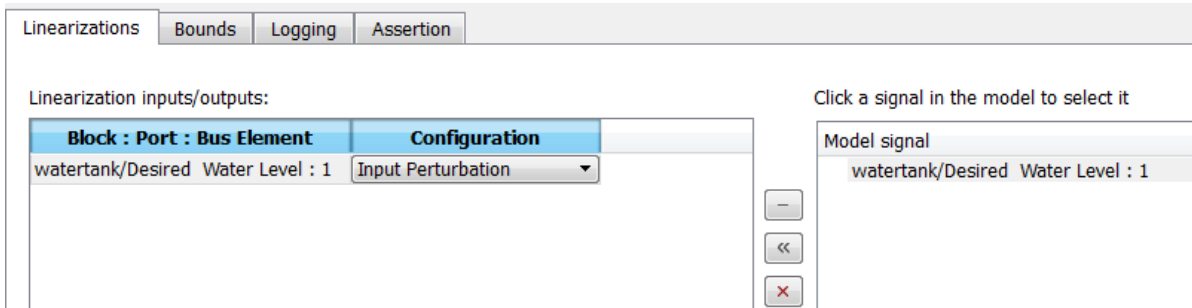 Linearizations Bounds Logging Assertion
Linearization inputs/outputs: Click a signal in the model to select it
Block : Port : Bus Element Configuration Model signal
watertank/Desired Water Level : 1 Input Perturbation watertank/Desired Water Level : 1